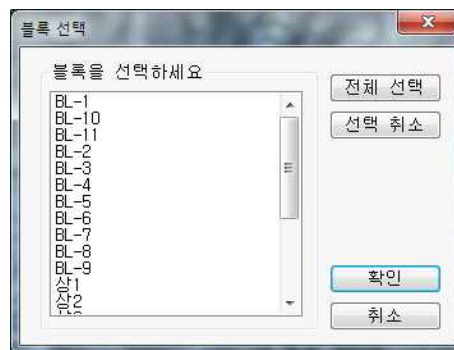 블록 선택
블록을 선택하세요
BL-1
BL-10
BL-11
BL-2
BL-3
BL-4
BL-5
BL-6
BL-7
BL-8
BL-9
상1
상2
전체 선택
선택 취소
확인
취소